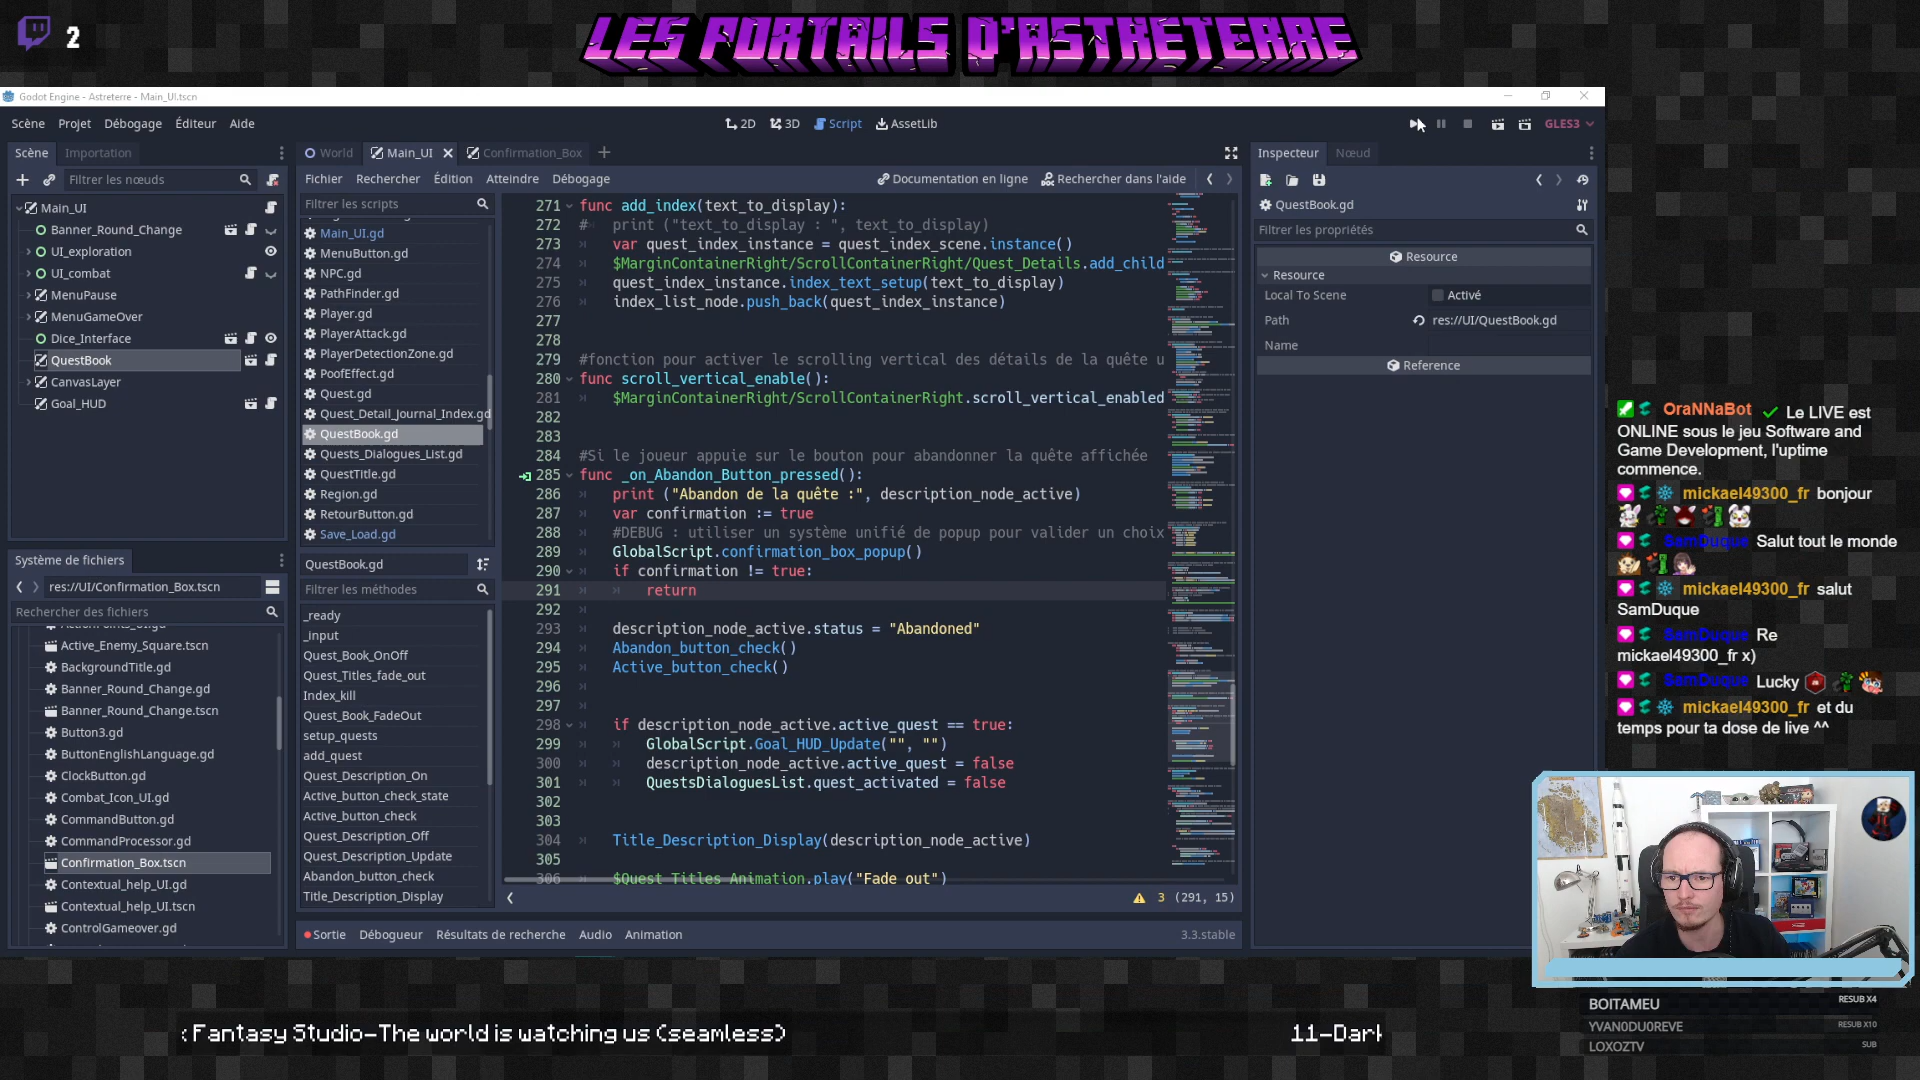 2
LES PORTAILS D'ASTRETERRE
Godot Engine - Astreterre - Main_UI.tscn
Scène Projet Débogage Éditeur Aide
2D 3D Script AssetLib
GLES3
Scène Importation
World Main_UI Confirmation_Box
Inspecteur Nœud
Filtrer les nœuds
Fichier Rechercher Édition Atteindre Débogage
Documentation en ligne Rechercher dans l'aide
QuestBook.gd
Filtrer les propriétés
Resource
Resource
Local To Scene Activé
Path res://UI/QuestBook.gd
Name
Reference
Main_UI
Banner_Round_Change
UI_exploration
UI_combat
MenuPause
MenuGameOver
Dice_Interface
QuestBook
CanvasLayer
Goal_HUD
Système de fichiers
res://UI/Confirmation_Box.tscn
Rechercher des fichiers
Active_Enemy_Square.tscn
BackgroundTitle.gd
Banner_Round_Change.gd
Banner_Round_Change.tscn
Button3.gd
ButtonEnglishLanguage.gd
ClockButton.gd
Combat_Icon_UI.gd
CommandButton.gd
CommandProcessor.gd
Confirmation_Box.tscn
Contextual_help_UI.gd
Contextual_help_UI.tscn
ControlGameover.gd
Filtrer les scripts
Main_UI.gd
MenuButton.gd
NPC.gd
PathFinder.gd
Player.gd
PlayerAttack.gd
PlayerDetectionZone.gd
PoofEffect.gd
Quest.gd
Quest_Detail_Journal_Index.gd
QuestBook.gd
Quests_Dialogues_List.gd
QuestTitle.gd
Region.gd
RetourButton.gd
Save_Load.gd
QuestBook.gd
Filtrer les méthodes
_ready
_input
Quest_Book_OnOff
Quest_Titles_fade_out
Index_kill
Quest_Book_FadeOut
setup_quests
add_quest
Quest_Description_On
Active_button_check_state
Active_button_check
Quest_Description_Off
Quest_Description_Update
Abandon_button_check
Title_Description_Display
271 func add_index(text_to_display):
272 # print ("text_to_display : ", text_to_display)
273 var quest_index_instance = quest_index_scene.instance()
274 $MarginContainerRight/ScrollContainerRight/Quest_Details.add_child
275 quest_index_instance.index_text_setup(text_to_display)
276 index_list_node.push_back(quest_index_instance)
277
278
279 #fonction pour activer le scrolling vertical des détails de la quête u
280 func scroll_vertical_enable():
281 $MarginContainerRight/ScrollContainerRight.scroll_vertical_enabled
282
283
284 #Si le joueur appuie sur le bouton pour abandonner la quête affichée
285 func _on_Abandon_Button_pressed():
286 print ("Abandon de la quête :", description_node_active)
287 var confirmation := true
288 #DEBUG : utiliser un système unifié de popup pour valider un choix
289 GlobalScript.confirmation_box_popup()
290 if confirmation != true:
291 return
292
293 description_node_active.status = "Abandoned"
294 Abandon_button_check()
295 Active_button_check()
296
297
298 if description_node_active.active_quest == true:
299 GlobalScript.Goal_HUD_Update("", "")
300 description_node_active.active_quest = false
301 QuestsDialoguesList.quest_activated = false
302
303
304 Title_Description_Display(description_node_active)
305
306 $Quest_Titles_Animation.play("Fade_out")
3 (291, 15)
Sortie Débogueur Résultats de recherche Audio Animation
3.3.stable
OraNNaBot Le LIVE est
ONLINE sous le jeu Software and
Game Development, l'uptime
commence.
mickael49300_fr bonjour
SamDuque Salut tout le monde
mickael49300_fr salut
SamDuque
SamDuque Re
mickael49300_fr x)
SamDuque Lucky
mickael49300_fr et du
temps pour ta dose de live ^^
BOITAMEU RESUB X4
YVAN0DU0REVE RESUB X10
LOXOZTV SUB
Fantasy Studio-The world is watching us (seamless)
11-Dark